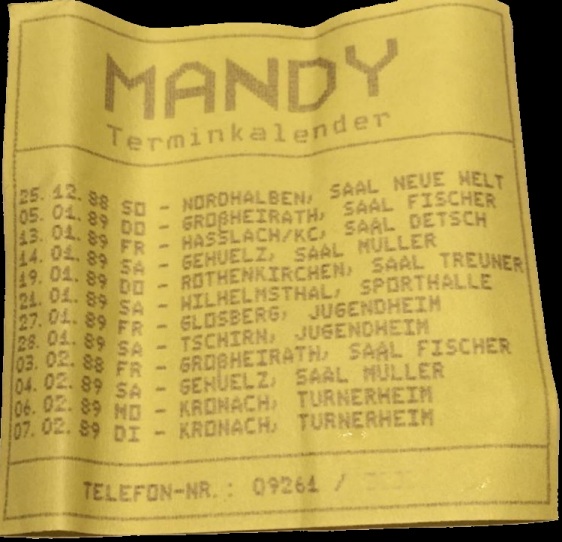 MANDY
Terminkalender
25.12.88 SO - NORDHALBEN, SAAL NEUE WELT
05.01.89 DO - GROßHEIRATH, SAAL FISCHER
13.01.89 FR - HASSLACH/KC, SAAL DETSCH
14.01.89 SA - GEHUELZ, SAAL MULLER
19.01.89 DO - ROTHENKIRCHEN, SAAL TREUNER
21.01.89 SA - WILHELMSTHAL, SPORTHALLE
27.01.89 FR - GLOSBERG, JUGENDHEIM
28.01.89 SA - TSCHIRN, JUGENDHEIM
03.02.88 FR - GROßHEIRATH, SAAL FISCHER
04.02.89 SA - GEHUELZ, SAAL MULLER
06.02.89 MO - KRONACH, TURNERHEIM
07.02.89 DI - KRONACH, TURNERHEIM
TELEFON-NR.: 09261 /